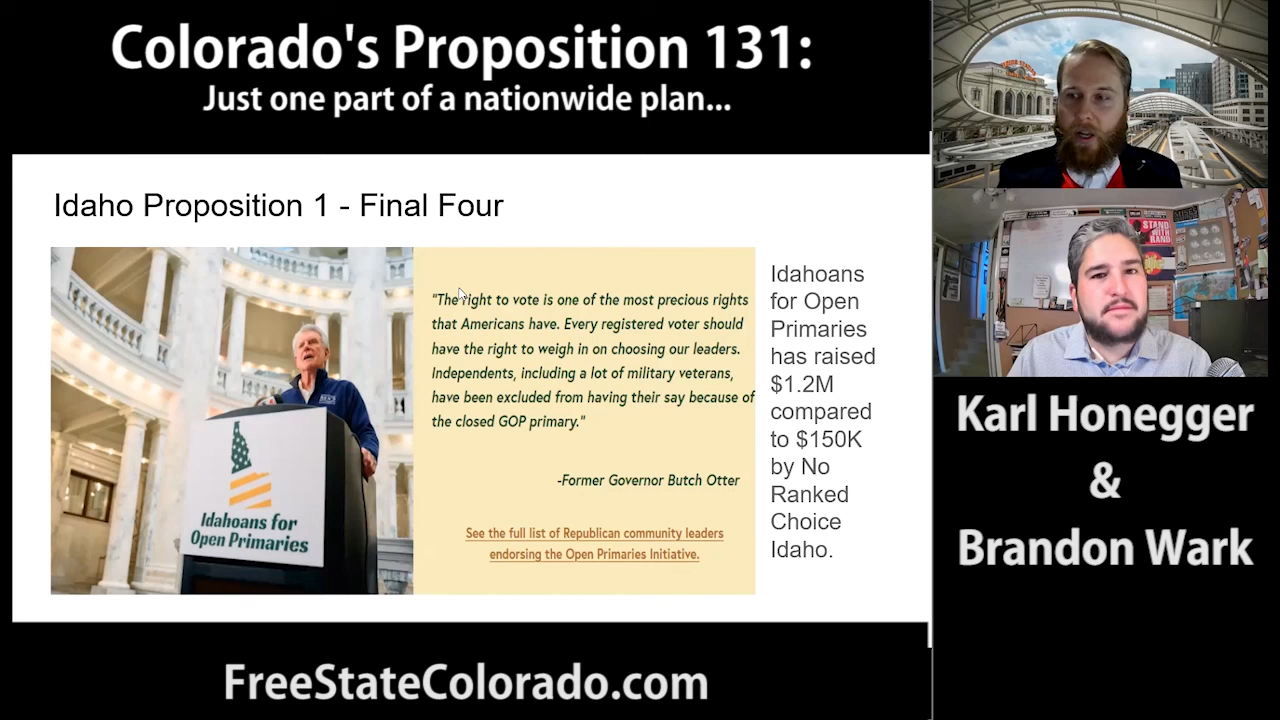 Colorado's Proposition 131:
Just one part of a nationwide plan...
Idaho Proposition 1 - Final Four
Idahoans for
Open Primaries
"The right to vote is one of the most precious rights
that Americans have. Every registered voter should
have the right to weigh in on choosing our leaders.
Independents, including a lot of military veterans,
have been excluded from having their say because of
the closed GOP primary."
-Former Governor Butch Otter
See the full list of Republican community leaders
endorsing the Open Primaries Initiative.
Idahoans
for Open
Primaries
has raised
$1.2M
compared
to $150K
by No
Ranked
Choice
Idaho.
STAND
WITH
RAND
Karl Honegger
&
Brandon Wark
FreeStateColorado.com